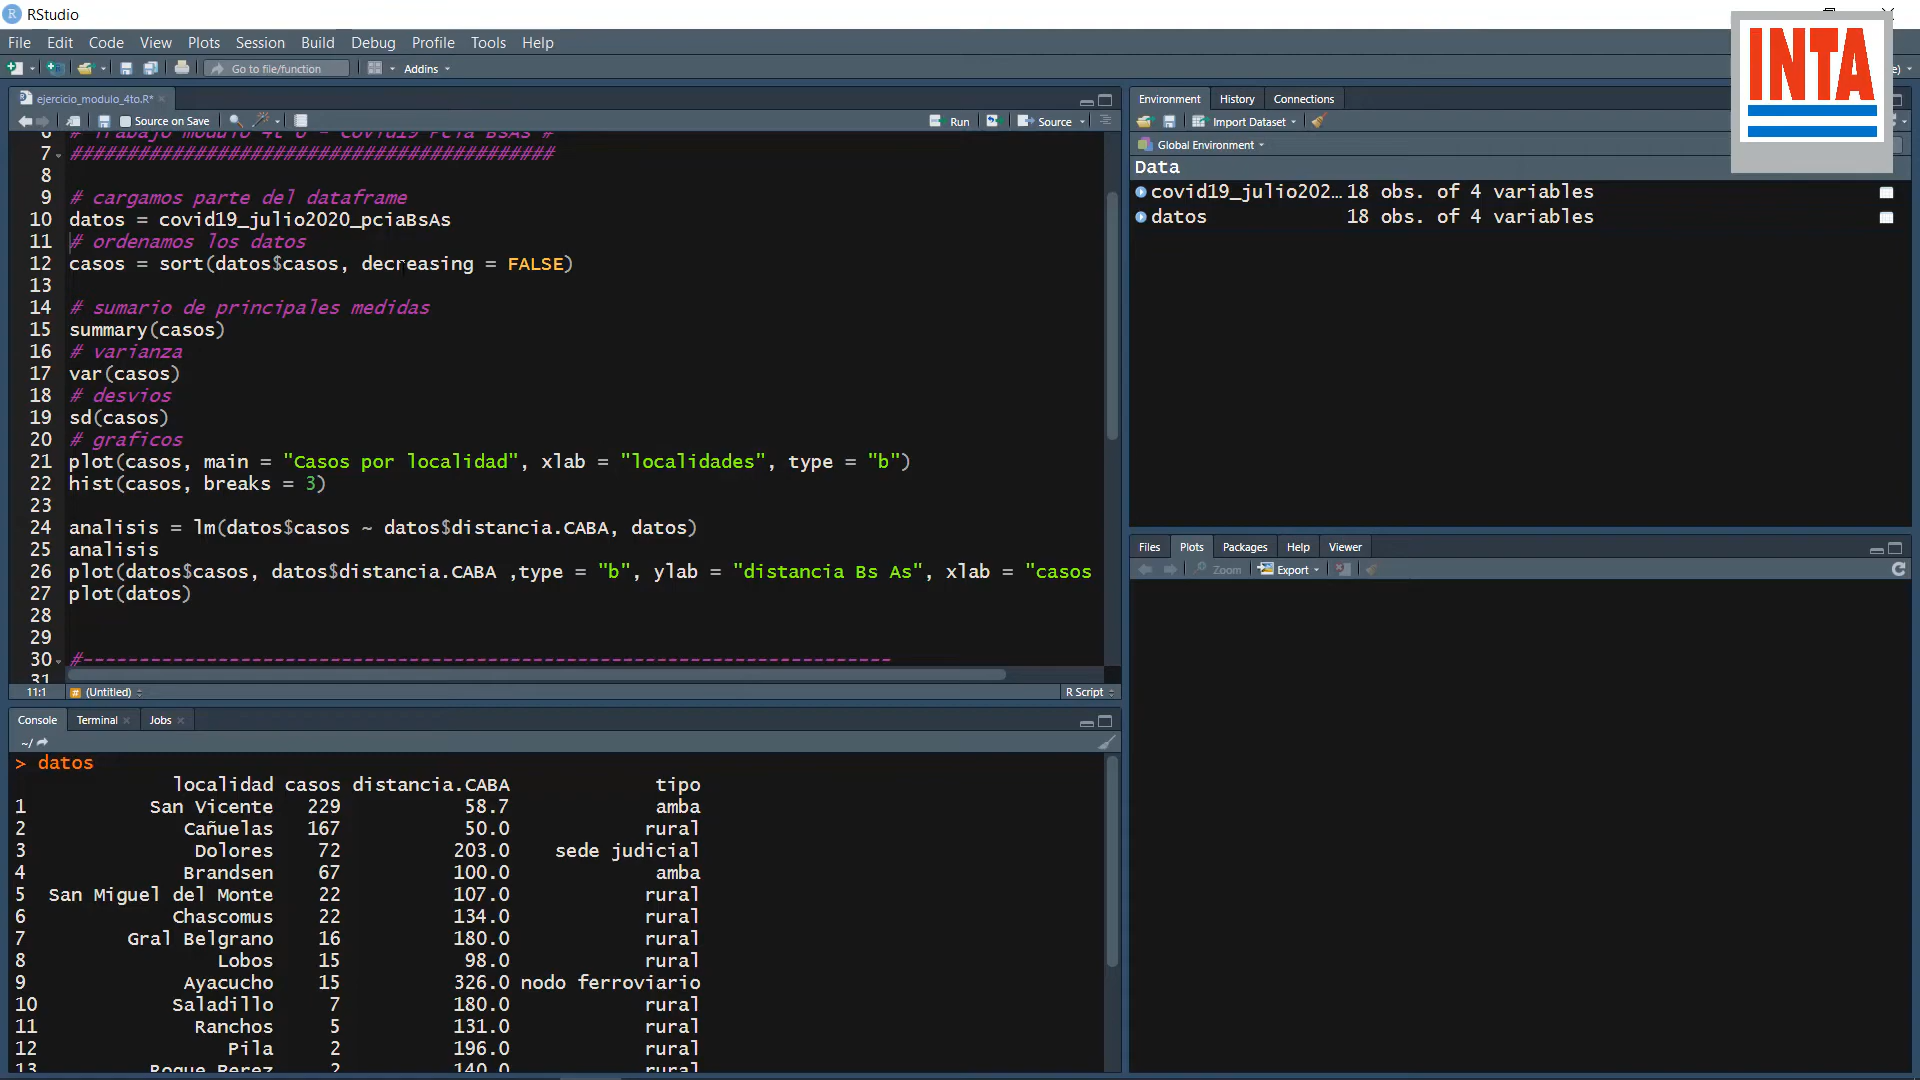 RStudio
File Edit Code View Plots Session Build Debug Profile Tools Help
Go to file/function Addins
INTA
ejercicio_modulo_4to.R*
Source on Save Run Source
7 ###########################################
8
9 # cargamos parte del dataframe
10 datos = covid19_julio2020_pciaBsAs
11 # ordenamos los datos
12 casos = sort(datos$casos, decreasing = FALSE)
13
14 # sumario de principales medidas
15 summary(casos)
16 # varianza
17 var(casos)
18 # desvios
19 sd(casos)
20 # graficos
21 plot(casos, main = "Casos por localidad", xlab = "localidades", type = "b")
22 hist(casos, breaks = 3)
23
24 analisis = lm(datos$casos ~ datos$distancia.CABA, datos)
25 analisis
26 plot(datos$casos, datos$distancia.CABA ,type = "b", ylab = "distancia Bs As", xlab = "casos
27 plot(datos)
28
29
30 #------------------------------------------------------------------------
31
11:1 (Untitled) R Script
Console Terminal Jobs
~/
> datos
localidad casos distancia.CABA tipo
1 San Vicente 229 58.7 amba
2 Cañuelas 167 50.0 rural
3 Dolores 72 203.0 sede judicial
4 Brandsen 67 100.0 amba
5 San Miguel del Monte 22 107.0 rural
6 Chascomus 22 134.0 rural
7 Gral Belgrano 16 180.0 rural
8 Lobos 15 98.0 rural
9 Ayacucho 15 326.0 nodo ferroviario
10 Saladillo 7 180.0 rural
11 Ranchos 5 131.0 rural
12 Pila 2 196.0 rural
13 Roque Perez 2 140.0 rural
Environment History Connections
Import Dataset
Global Environment
Data
covid19_julio202… 18 obs. of 4 variables
datos 18 obs. of 4 variables
Files Plots Packages Help Viewer
Zoom Export